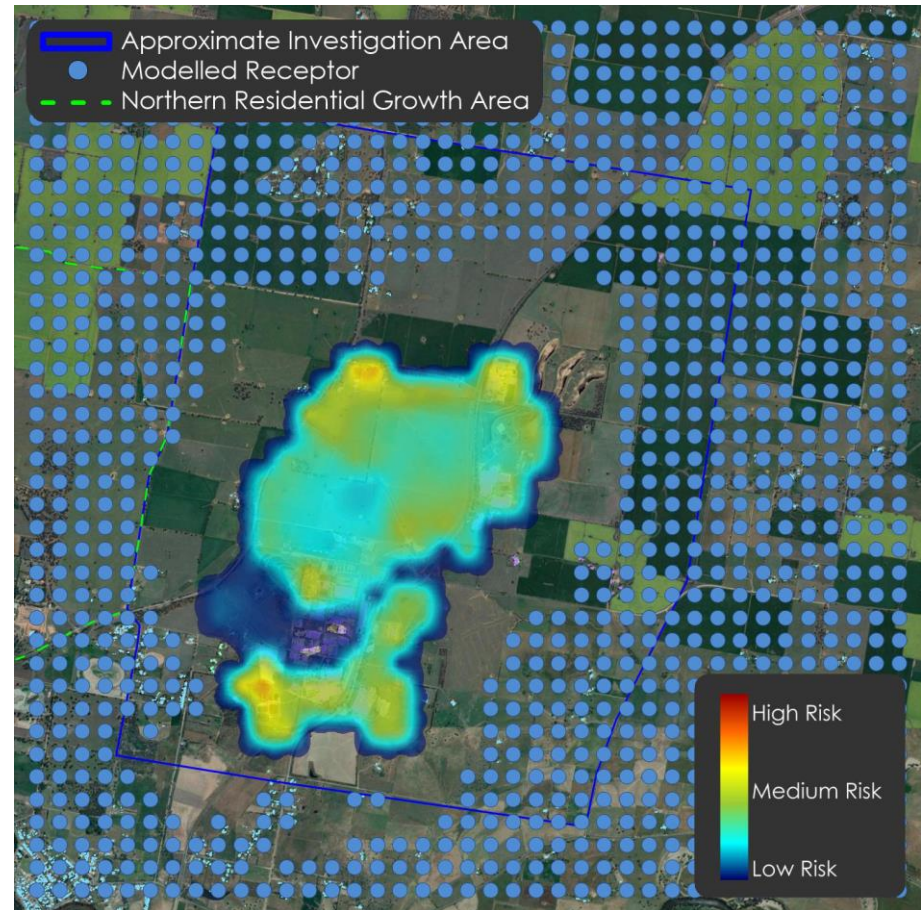 Approximate Investigation Area
Modelled Receptor
Northern Residential Growth Area
High Risk
Medium Risk
Low Risk